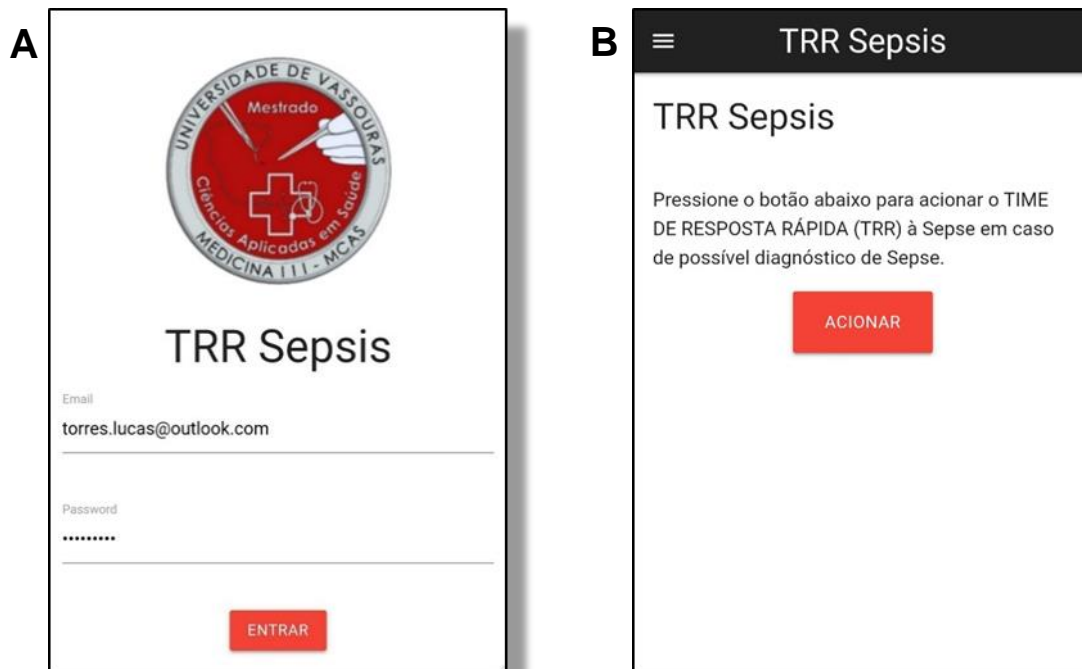 A
UNIVERSIDADE DE VASSOURAS
Mestrado
Ciências Aplicadas em Saúde
MEDICINA III - MCAS
TRR Sepsis
Email
torres.lucas@outlook.com
Password
•••••••••
ENTRAR
B
TRR Sepsis
TRR Sepsis
Pressione o botão abaixo para acionar o TIME
DE RESPOSTA RÁPIDA (TRR) à Sepse em caso
de possível diagnóstico de Sepse.
ACIONAR